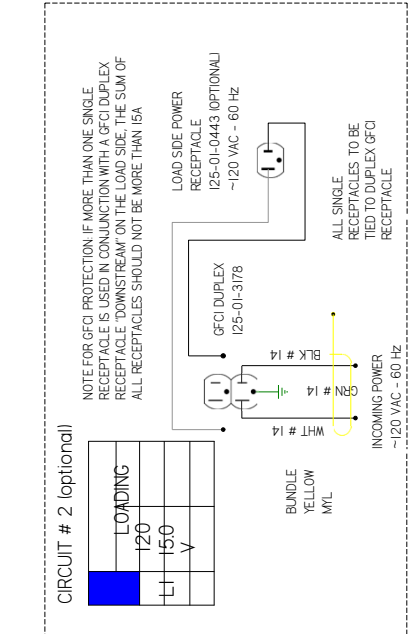 CIRCUIT # 2 (optional)
LOADING
120
L1
15.0
V
NOTE FOR GFCI PROTECTION: IF MORE THAN ONE SINGLE
RECEPTACLE IS USED IN CONJUNCTION WITH A GFCI DUPLEX
RECEPTACLE "DOWNSTREAM" ON THE LOAD SIDE, THE SUM OF
ALL RECEPTACLES SHOULD NOT BE MORE THAN 15A
LOAD SIDE POWER
RECEPTACLE
125-01-0443 (OPTIONAL)
~120 VAC - 60 Hz
GFCI DUPLEX
125-01-3178
ALL SINGLE
RECEPTACLES TO BE
TIED TO DUPLEX GFCI
RECEPTACLE
WHT # 14
GRN # 14
BLK # 14
BUNDLE
YELLOW
MYL
INCOMING POWER
~120 VAC - 60 Hz